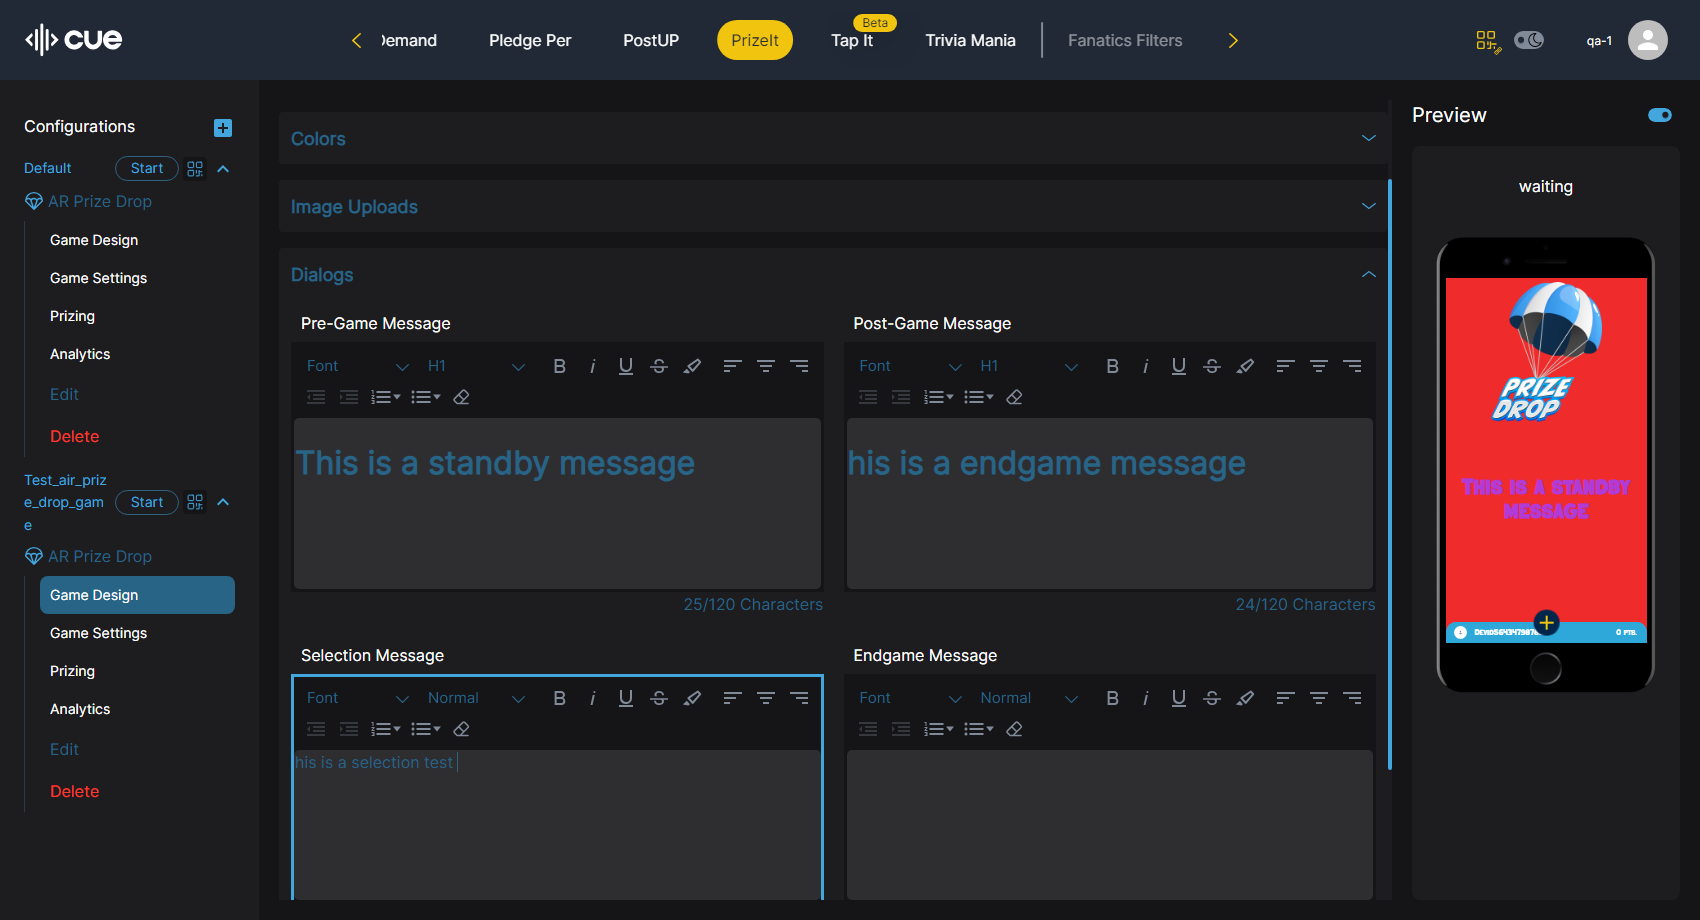 cue
Demand
Pledge Per
PostUP
PrizeIt
Beta
Tap It
Trivia Mania
Fanatics Filters
qa-1
Configurations
Default
Start
AR Prize Drop
Game Design
Game Settings
Prizing
Analytics
Edit
Delete
Test_air_priz
e_drop_gam
e
Start
AR Prize Drop
Game Design
Game Settings
Prizing
Analytics
Edit
Delete
Colors
Image Uploads
Dialogs
Pre-Game Message
Font
H1
This is a standby message
25/120 Characters
Post-Game Message
Font
H1
his is a endgame message
24/120 Characters
Selection Message
Font
Normal
his is a selection test
Endgame Message
Font
Normal
Preview
waiting
PRIZE
DROP
This is a standby
message
0 pts.